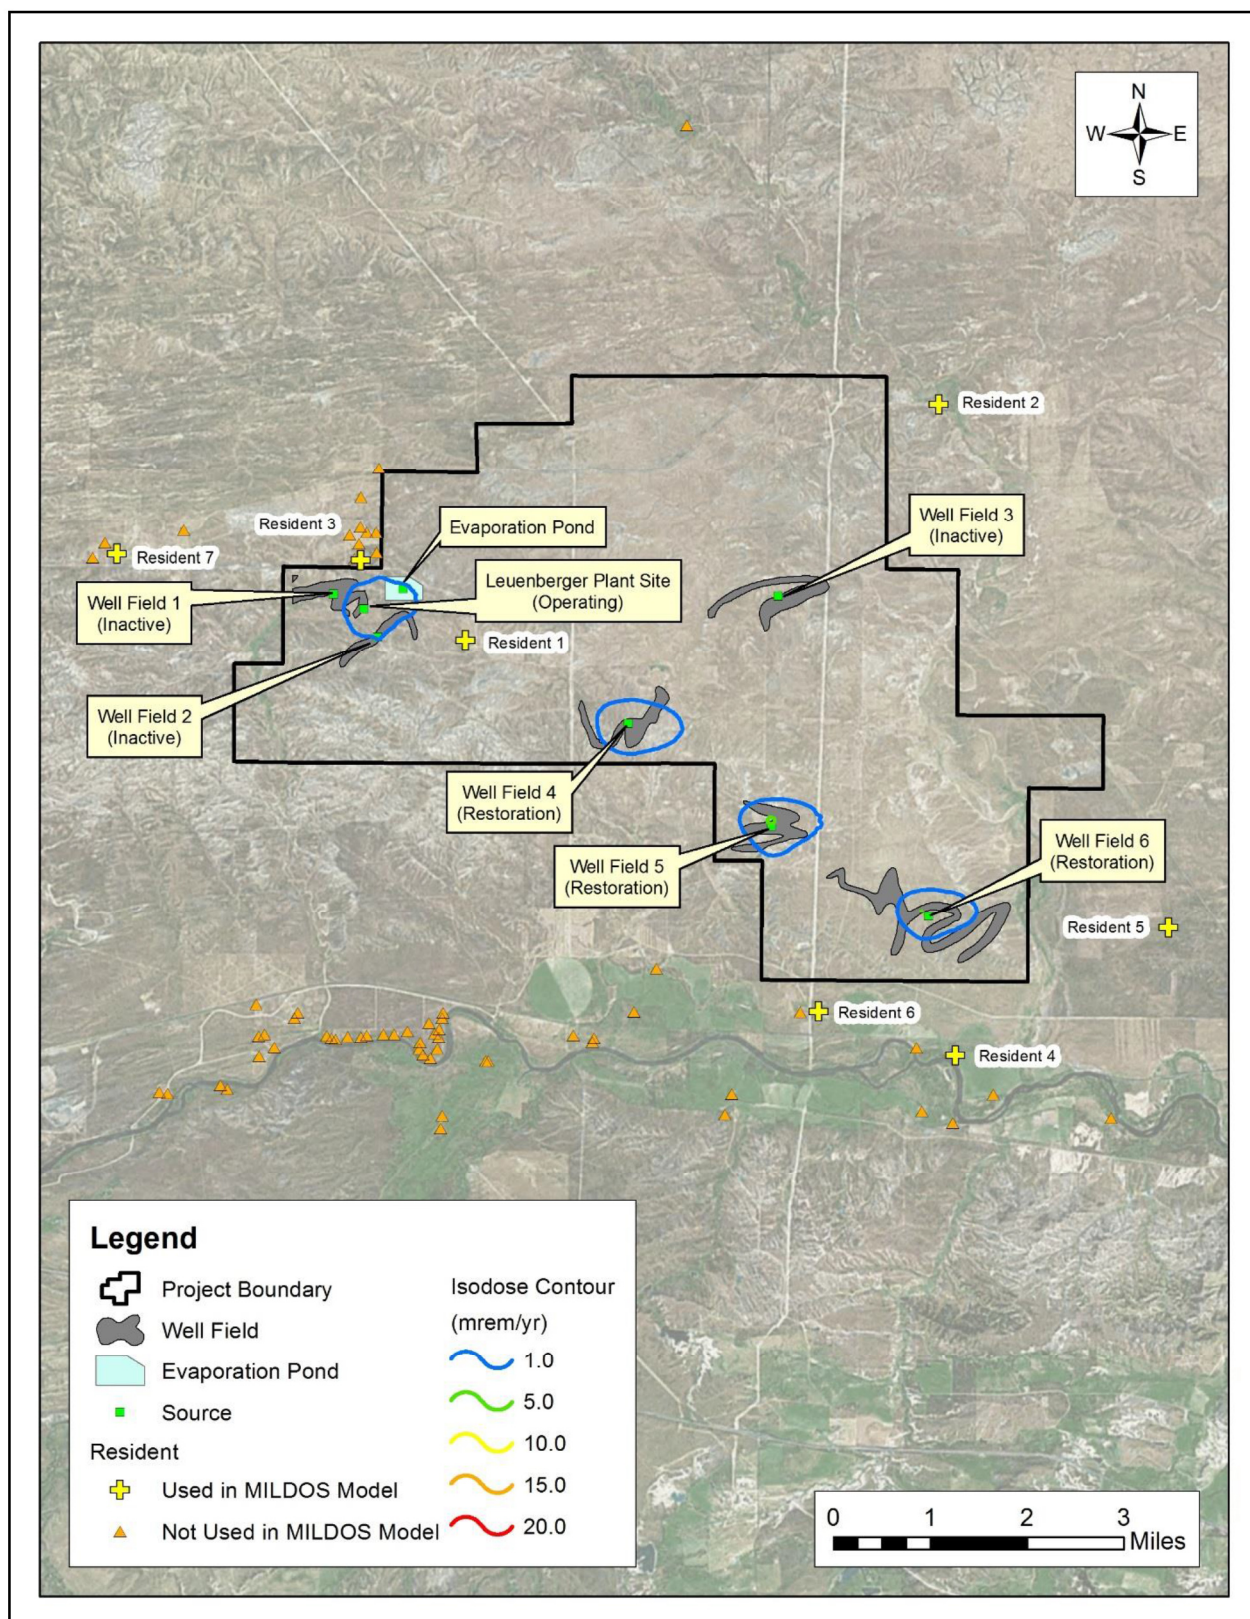 N
W E
S
Resident 2
Well Field 3
(Inactive)
Resident 3
Evaporation Pond
Resident 7
Leuenberger Plant Site
(Operating)
Well Field 1
(Inactive)
Resident 1
Well Field 2
(Inactive)
Well Field 4
(Restoration)
Well Field 5
(Restoration)
Well Field 6
(Restoration)
Resident 5
Resident 6
Resident 4
Legend
Project Boundary
Well Field
Evaporation Pond
Source
Resident
Used in MILDOS Model
Not Used in MILDOS Model
Isodose Contour
(mrem/yr)
1.0
5.0
10.0
15.0
20.0
0 1 2 3
Miles